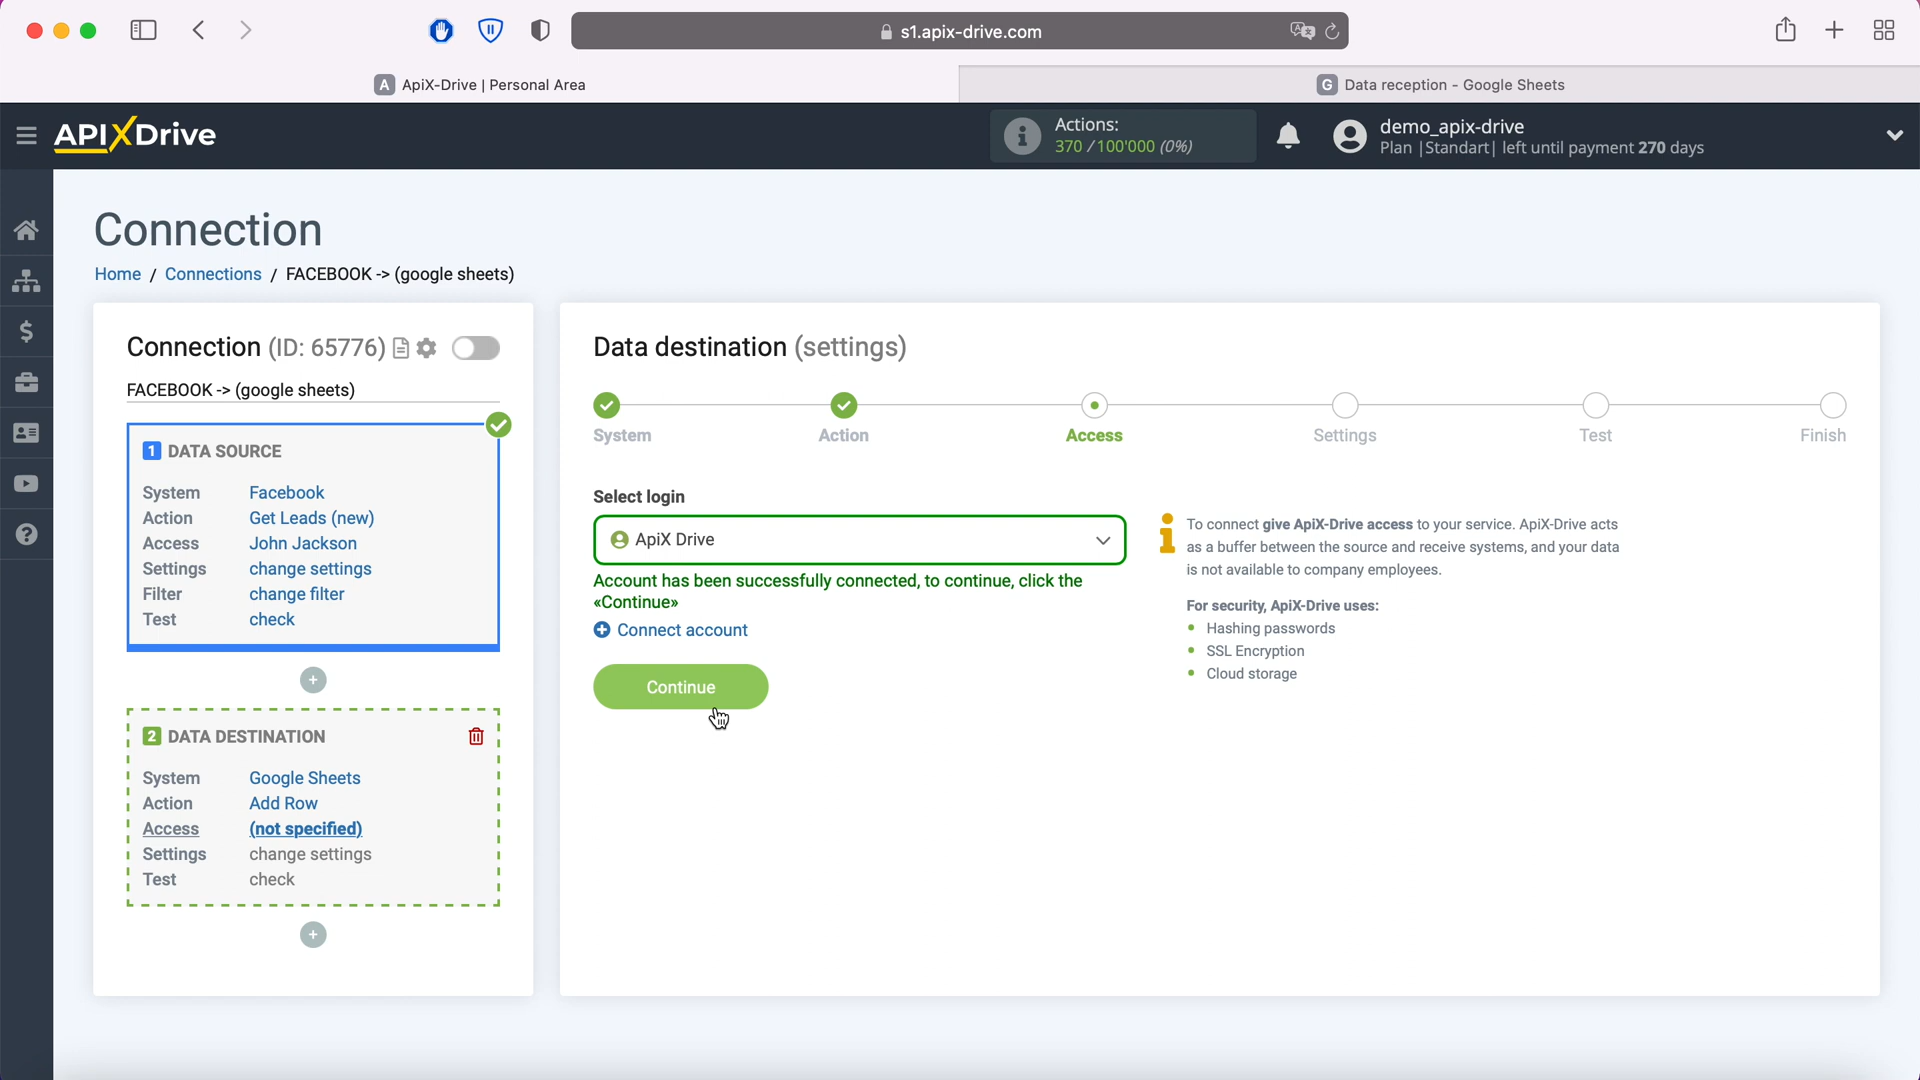 s1.apix-drive.com
A ApiX-Drive | Personal Area
G Data reception - Google Sheets
APIXDrive
Actions:
370 /100'000 (0%)
demo_apix-drive
Plan |Standart| left until payment 270 days
Connection
Home / Connections / FACEBOOK -> (google sheets)
Connection (ID: 65776)
FACEBOOK -> (google sheets)
1 DATA SOURCE
System Facebook
Action Get Leads (new)
Access John Jackson
Settings change settings
Filter change filter
Test check
2 DATA DESTINATION
System Google Sheets
Action Add Row
Access (not specified)
Settings change settings
Test check
Data destination (settings)
System Action Access Settings Test Finish
Select login
ApiX Drive
Account has been successfully connected, to continue, click the
«Continue»
Connect account
Continue
To connect give ApiX-Drive access to your service. ApiX-Drive acts
as a buffer between the source and receive systems, and your data
is not available to company employees.
For security, ApiX-Drive uses:
Hashing passwords
SSL Encryption
Cloud storage